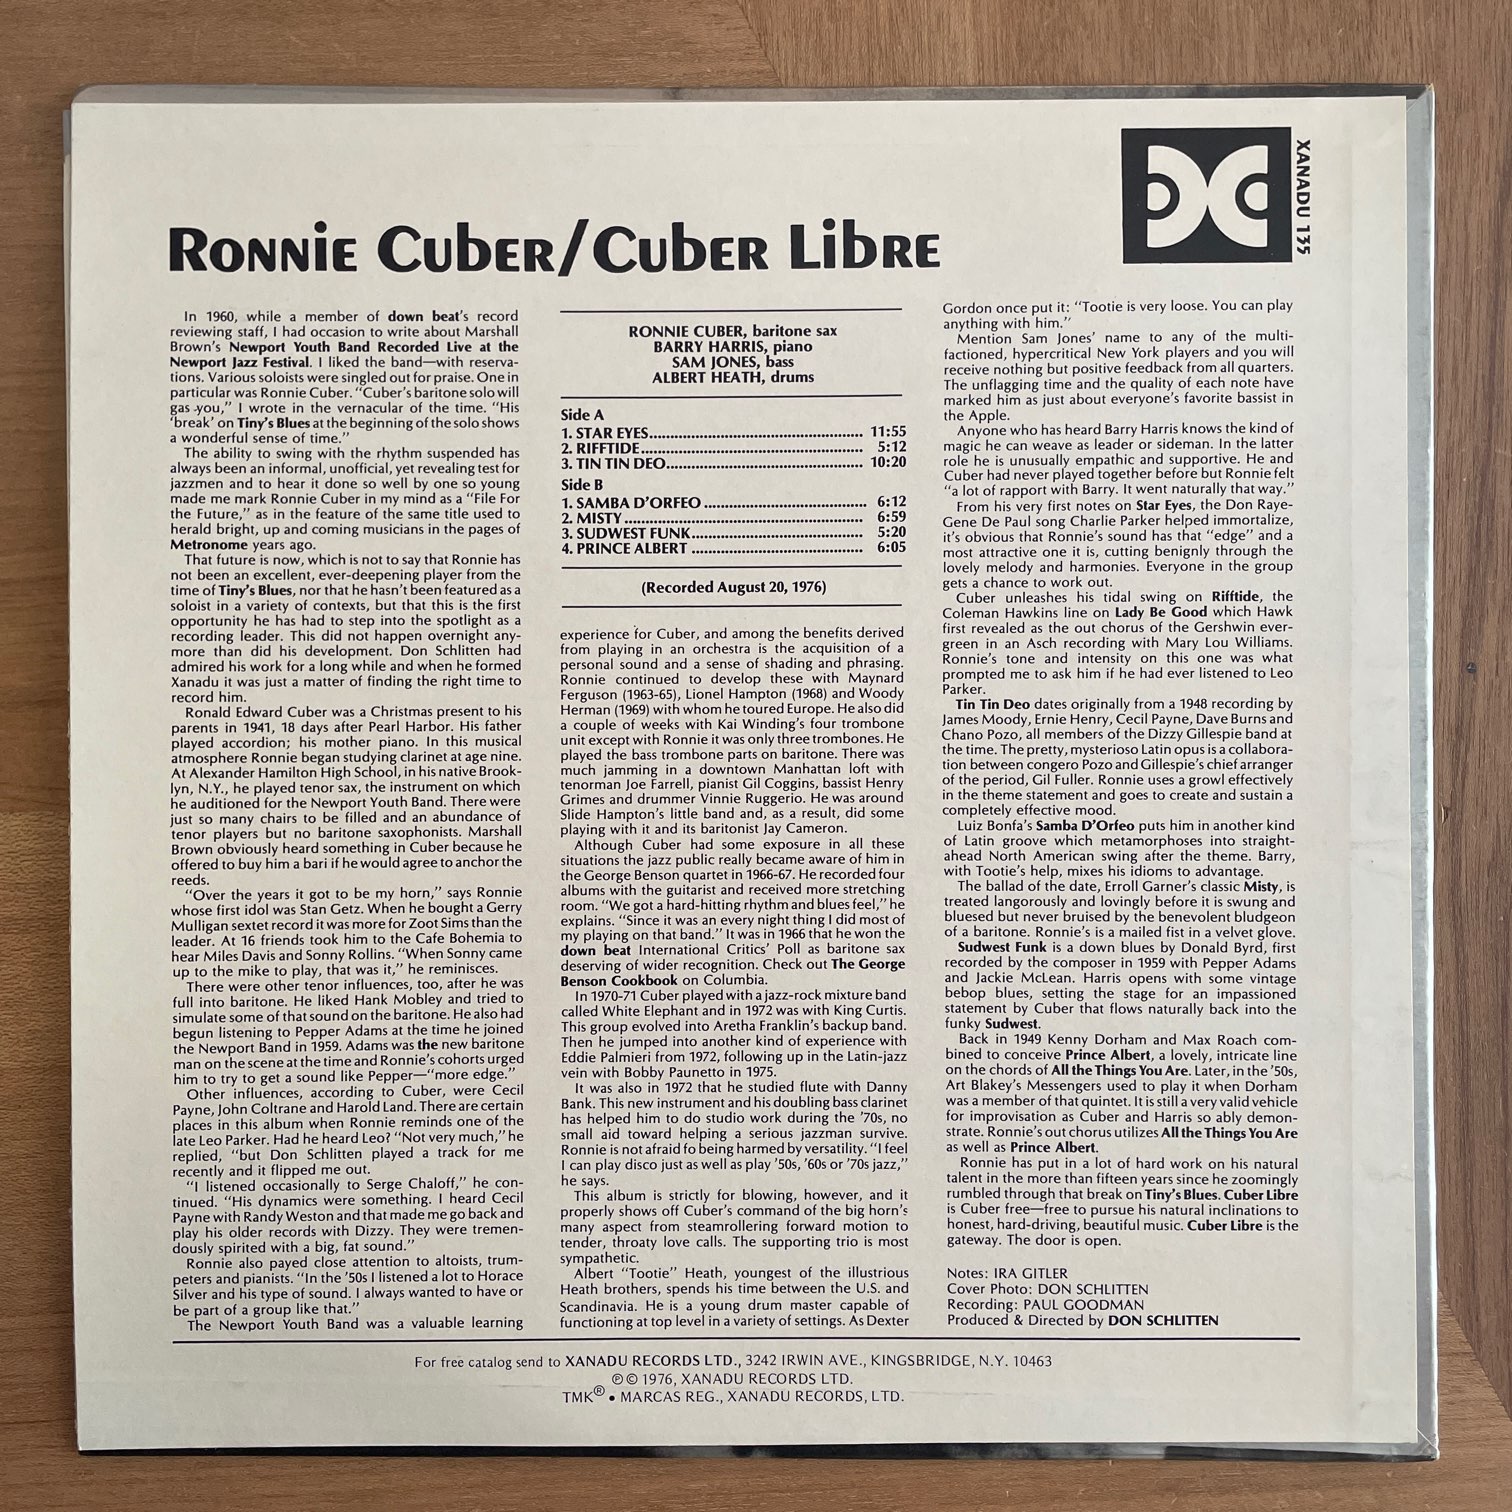 XANADU 135
Ronnie Cuber/Cuber Libre
In 1960, while a member of down beat's record
reviewing staff, I had occasion to write about Marshall
Brown's Newport Youth Band Recorded Live at the
Newport Jazz Festival. I liked the band—with reserva-
tions. Various soloists were singled out for praise. One in
particular was Ronnie Cuber. "Cuber's baritone solo will
gas you," I wrote in the vernacular of the time. "His
'break' on Tiny's Blues at the beginning of the solo shows
a wonderful sense of time."
The ability to swing with the rhythm suspended has
always been an informal, unofficial, yet revealing test for
jazzmen and to hear it done so well by one so young
made me mark Ronnie Cuber in my mind as a "File For
the Future," as in the feature of the same title used to
herald bright, up and coming musicians in the pages of
Metronome years ago.
That future is now, which is not to say that Ronnie has
not been an excellent, ever-deepening player from the
time of Tiny's Blues, nor that he hasn't been featured as a
soloist in a variety of contexts, but that this is the first
opportunity he has had to step into the spotlight as a
recording leader. This did not happen overnight any-
more than did his development. Don Schlitten had
admired his work for a long while and when he formed
Xanadu it was just a matter of finding the right time to
record him.
Ronald Edward Cuber was a Christmas present to his
parents in 1941, 18 days after Pearl Harbor. His father
played accordion; his mother piano. In this musical
atmosphere Ronnie began studying clarinet at age nine.
At Alexander Hamilton High School, in his native Brook-
lyn, N.Y., he played tenor sax, the instrument on which
he auditioned for the Newport Youth Band. There were
just so many chairs to be filled and an abundance of
tenor players but no baritone saxophonists. Marshall
Brown obviously heard something in Cuber because he
offered to buy him a bari if he would agree to anchor the
reeds.
"Over the years it got to be my horn," says Ronnie
whose first idol was Stan Getz. When he bought a Gerry
Mulligan sextet record it was more for Zoot Sims than the
leader. At 16 friends took him to the Cafe Bohemia to
hear Miles Davis and Sonny Rollins. "When Sonny came
up to the mike to play, that was it," he reminisces.
There were other tenor influences, too, after he was
full into baritone. He liked Hank Mobley and tried to
simulate some of that sound on the baritone. He also had
begun listening to Pepper Adams at the time he joined
the Newport Band in 1959. Adams was the new baritone
man on the scene at the time and Ronnie's cohorts urged
him to try to get a sound like Pepper—"more edge."
Other influences, according to Cuber, were Cecil
Payne, John Coltrane and Harold Land. There are certain
places in this album when Ronnie reminds one of the
late Leo Parker. Had he heard Leo? "Not very much," he
replied, "but Don Schlitten played a track for me
recently and it flipped me out.
"I listened occasionally to Serge Chaloff," he con-
tinued. "His dynamics were something. I heard Cecil
Payne with Randy Weston and that made me go back and
play his older records with Dizzy. They were tremen-
dously spirited with a big, fat sound."
Ronnie also payed close attention to altoists, trum-
peters and pianists. "In the '50s I listened a lot to Horace
Silver and his type of sound. I always wanted to have or
be part of a group like that."
The Newport Youth Band was a valuable learning
RONNIE CUBER, baritone sax
BARRY HARRIS, piano
SAM JONES, bass
ALBERT HEATH, drums
Side A
1. STAR EYES 11:55
2. RIFFTIDE 5:12
3. TIN TIN DEO 10:20
Side B
1. SAMBA D'ORFEO 6:12
2. MISTY 6:59
3. SUDWEST FUNK 5:20
4. PRINCE ALBERT 6:05
(Recorded August 20, 1976)
experience for Cuber, and among the benefits derived
from playing in an orchestra is the acquisition of a
personal sound and a sense of shading and phrasing.
Ronnie continued to develop these with Maynard
Ferguson (1963-65), Lionel Hampton (1968) and Woody
Herman (1969) with whom he toured Europe. He also did
a couple of weeks with Kai Winding's four trombone
unit except with Ronnie it was only three trombones. He
played the bass trombone parts on baritone. There was
much jamming in a downtown Manhattan loft with
tenorman Joe Farrell, pianist Gil Coggins, bassist Henry
Grimes and drummer Vinnie Ruggerio. He was around
Slide Hampton's little band and, as a result, did some
playing with it and its baritonist Jay Cameron.
Although Cuber had some exposure in all these
situations the jazz public really became aware of him in
the George Benson quartet in 1966-67. He recorded four
albums with the guitarist and received more stretching
room. "We got a hard-hitting rhythm and blues feel," he
explains. "Since it was an every night thing I did most of
my playing on that band." It was in 1966 that he won the
down beat International Critics' Poll as baritone sax
deserving of wider recognition. Check out The George
Benson Cookbook on Columbia.
In 1970-71 Cuber played with a jazz-rock mixture band
called White Elephant and in 1972 was with King Curtis.
This group evolved into Aretha Franklin's backup band.
Then he jumped into another kind of experience with
Eddie Palmieri from 1972, following up in the Latin-jazz
vein with Bobby Paunetto in 1975.
It was also in 1972 that he studied flute with Danny
Bank. This new instrument and his doubling bass clarinet
has helped him to do studio work during the '70s, no
small aid toward helping a serious jazzman survive.
Ronnie is not afraid fo being harmed by versatility. "I feel
I can play disco just as well as play '50s, '60s or '70s jazz,"
he says.
This album is strictly for blowing, however, and it
properly shows off Cuber's command of the big horn's
many aspect from steamrollering forward motion to
tender, throaty love calls. The supporting trio is most
sympathetic.
Albert "Tootie" Heath, youngest of the illustrious
Heath brothers, spends his time between the U.S. and
Scandinavia. He is a young drum master capable of
functioning at top level in a variety of settings. As Dexter
Gordon once put it: "Tootie is very loose. You can play
anything with him."
Mention Sam Jones' name to any of the multi-
factioned, hypercritical New York players and you will
receive nothing but positive feedback from all quarters.
The unflagging time and the quality of each note have
marked him as just about everyone's favorite bassist in
the Apple.
Anyone who has heard Barry Harris knows the kind of
magic he can weave as leader or sideman. In the latter
role he is unusually empathic and supportive. He and
Cuber had never played together before but Ronnie felt
"a lot of rapport with Barry. It went naturally that way."
From his very first notes on Star Eyes, the Don Raye-
Gene De Paul song Charlie Parker helped immortalize,
it's obvious that Ronnie's sound has that "edge" and a
most attractive one it is, cutting benignly through the
lovely melody and harmonies. Everyone in the group
gets a chance to work out.
Cuber unleashes his tidal swing on Rifftide, the
Coleman Hawkins line on Lady Be Good which Hawk
first revealed as the out chorus of the Gershwin ever-
green in an Asch recording with Mary Lou Williams.
Ronnie's tone and intensity on this one was what
prompted me to ask him if he had ever listened to Leo
Parker.
Tin Tin Deo dates originally from a 1948 recording by
James Moody, Ernie Henry, Cecil Payne, Dave Burns and
Chano Pozo, all members of the Dizzy Gillespie band at
the time. The pretty, mysterioso Latin opus is a collabora-
tion between congero Pozo and Gillespie's chief arranger
of the period, Gil Fuller. Ronnie uses a growl effectively
in the theme statement and goes to create and sustain a
completely effective mood.
Luiz Bonfa's Samba D'Orfeo puts him in another kind
of Latin groove which metamorphoses into straight-
ahead North American swing after the theme. Barry,
with Tootie's help, mixes his idioms to advantage.
The ballad of the date, Erroll Garner's classic Misty, is
treated langorously and lovingly before it is swung and
bluesed but never bruised by the benevolent bludgeon
of a baritone. Ronnie's is a mailed fist in a velvet glove.
Sudwest Funk is a down blues by Donald Byrd, first
recorded by the composer in 1959 with Pepper Adams
and Jackie McLean. Harris opens with some vintage
bebop blues, setting the stage for an impassioned
statement by Cuber that flows naturally back into the
funky Sudwest.
Back in 1949 Kenny Dorham and Max Roach com-
bined to conceive Prince Albert, a lovely, intricate line
on the chords of All the Things You Are. Later, in the '50s,
Art Blakey's Messengers used to play it when Dorham
was a member of that quintet. It is still a very valid vehicle
for improvisation as Cuber and Harris so ably demon-
strate. Ronnie's out chorus utilizes All the Things You Are
as well as Prince Albert.
Ronnie has put in a lot of hard work on his natural
talent in the more than fifteen years since he zoomingly
rumbled through that break on Tiny's Blues. Cuber Libre
is Cuber free—free to pursue his natural inclinations to
honest, hard-driving, beautiful music. Cuber Libre is the
gateway. The door is open.
Notes: IRA GITLER
Cover Photo: DON SCHLITTEN
Recording: PAUL GOODMAN
Produced & Directed by DON SCHLITTEN
For free catalog send to XANADU RECORDS LTD., 3242 IRWIN AVE., KINGSBRIDGE, N.Y. 10463
℗© 1976, XANADU RECORDS LTD.
TMK® • MARCAS REG., XANADU RECORDS, LTD.